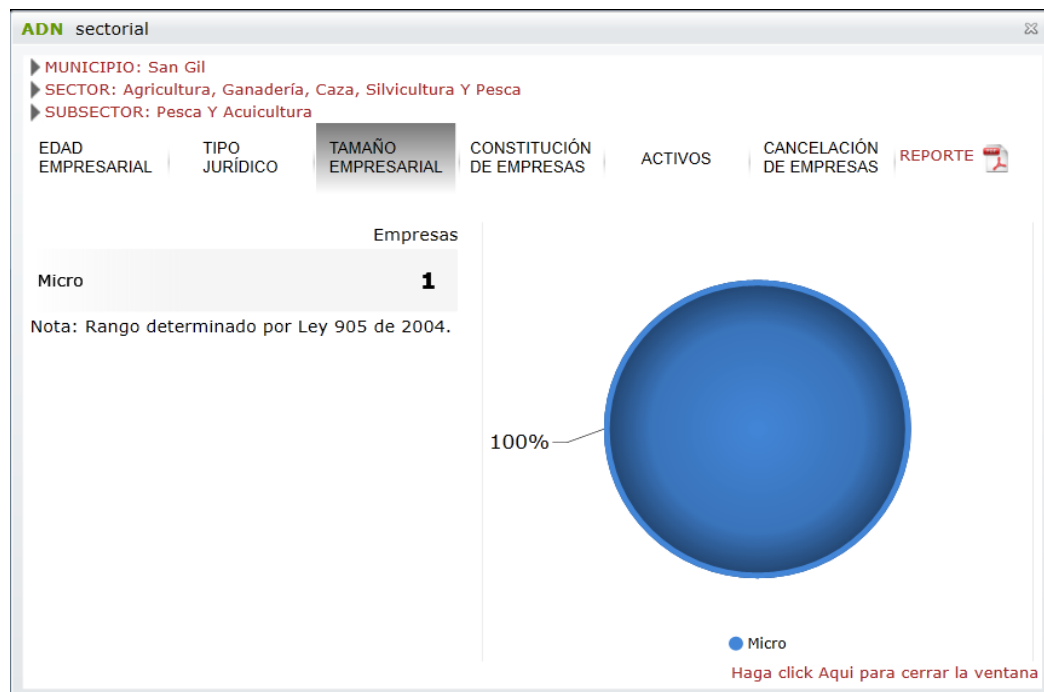 ADN sectorial
MUNICIPIO: San Gil
SECTOR: Agricultura, Ganadería, Caza, Silvicultura Y Pesca
SUBSECTOR: Pesca Y Acuicultura
EDAD EMPRESARIAL
TIPO JURÍDICO
TAMAÑO EMPRESARIAL
CONSTITUCIÓN DE EMPRESAS
ACTIVOS
CANCELACIÓN DE EMPRESAS
REPORTE
Empresas
Micro 1
Nota: Rango determinado por Ley 905 de 2004.
100%
Micro
Haga click Aqui para cerrar la ventana